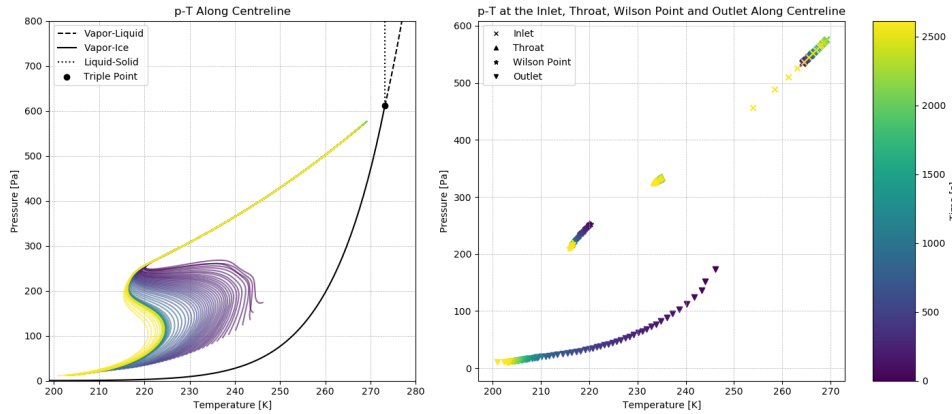 p-T Along Centreline
Pressure [Pa]
800
700
600
500
400
300
200
100
0
200
210
220
230
240
250
260
270
280
Temperature [K]
Vapor-Liquid
Vapor-Ice
Liquid-Solid
Triple Point
p-T at the Inlet, Throat, Wilson Point and Outlet Along Centreline
Pressure [Pa]
600
500
400
300
200
100
0
200
210
220
230
240
250
260
270
Temperature [K]
Inlet
Throat
Wilson Point
Outlet
2500
2000
1500
1000
500
0